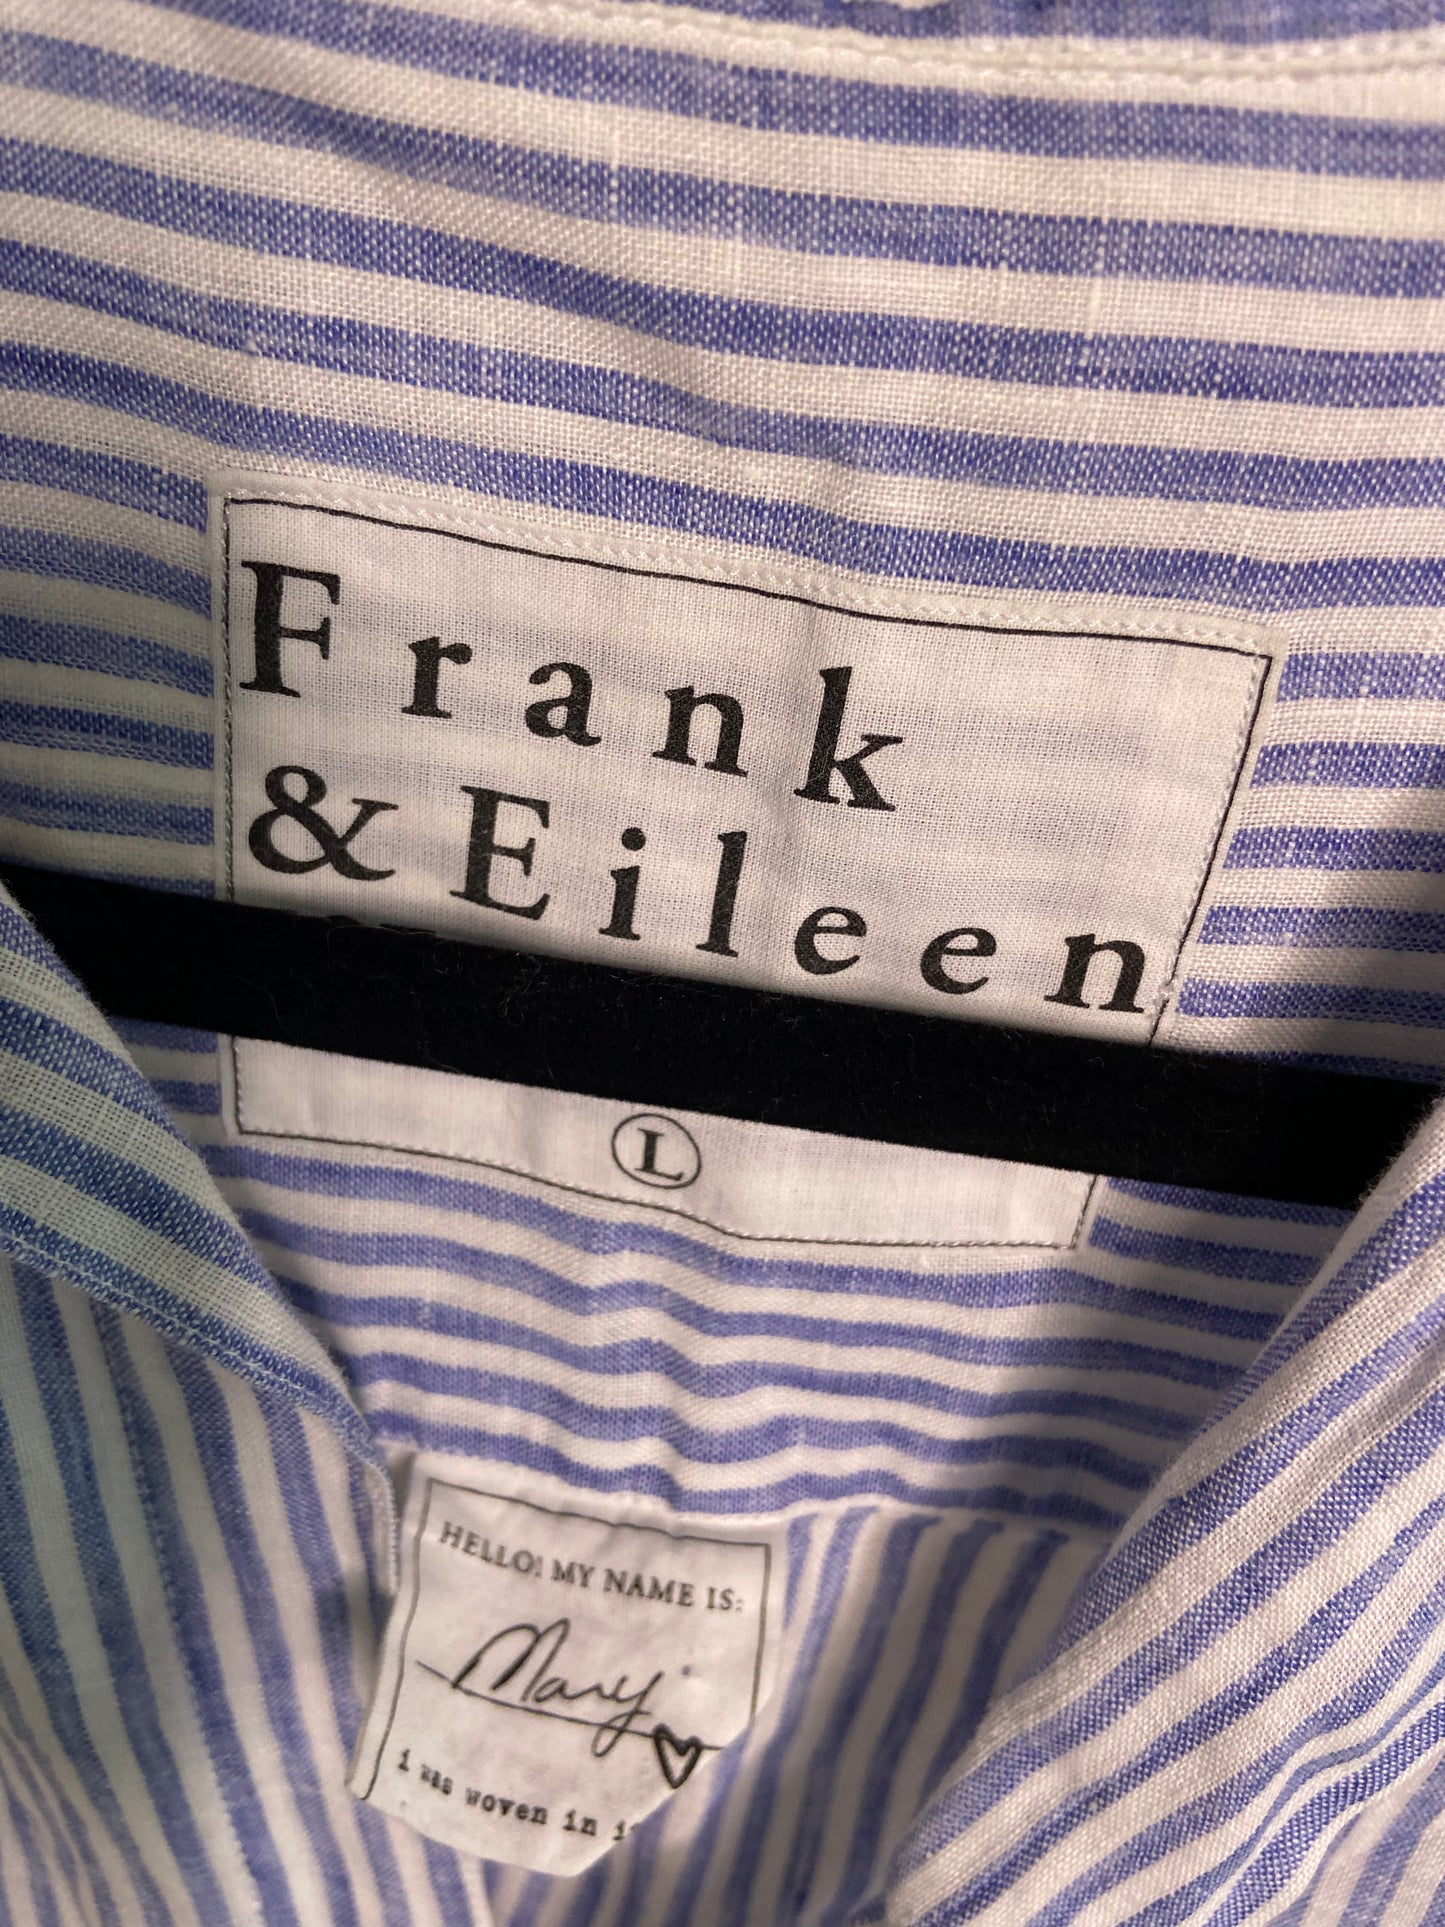 Frank
& Eileen
L
HELLO! MY NAME IS:
Mary
i was woven in